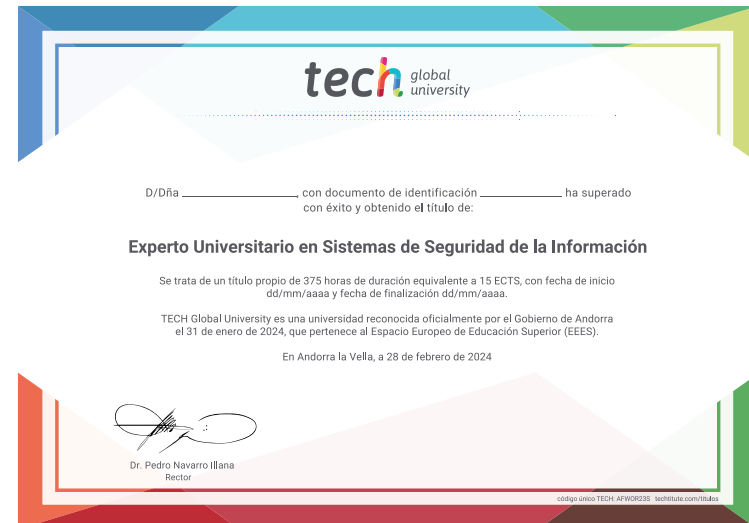 tech global university
D/Dña ____________________, con documento de identificación ______________ ha superado
con éxito y obtenido el título de:
Experto Universitario en Sistemas de Seguridad de la Información
Se trata de un título propio de 375 horas de duración equivalente a 15 ECTS, con fecha de inicio
dd/mm/aaaa y fecha de finalización dd/mm/aaaa.
TECH Global University es una universidad reconocida oficialmente por el Gobierno de Andorra
el 31 de enero de 2024, que pertenece al Espacio Europeo de Educación Superior (EEES).
En Andorra la Vella, a 28 de febrero de 2024
Dr. Pedro Navarro Illana
Rector
código único TECH: AFWOR23S techtitute.com/titulos